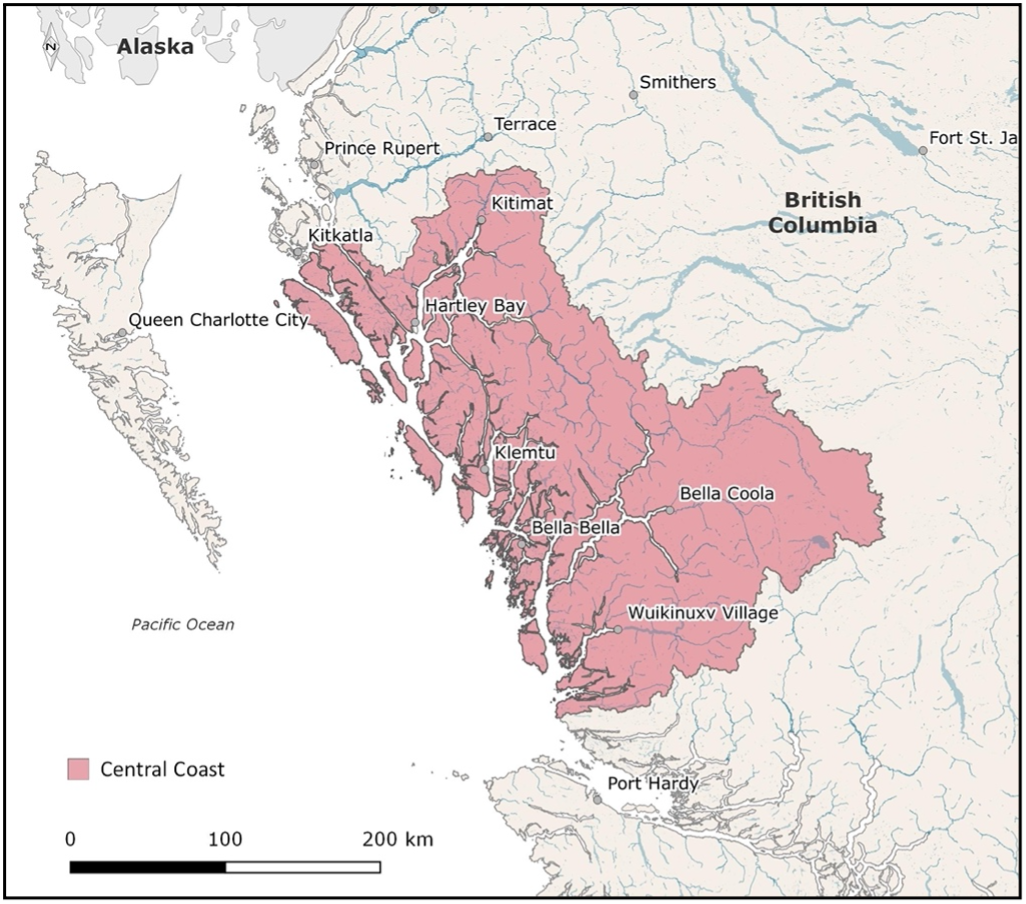 N
Alaska
Smithers
Terrace
Fort St. Ja
Prince Rupert
British
Columbia
Kitimat
Kitkatla
Hartley Bay
Queen Charlotte City
Klemtu
Bella Coola
Bella Bella
Wuikinuxv Village
Pacific Ocean
Central Coast
Port Hardy
0 100 200 km